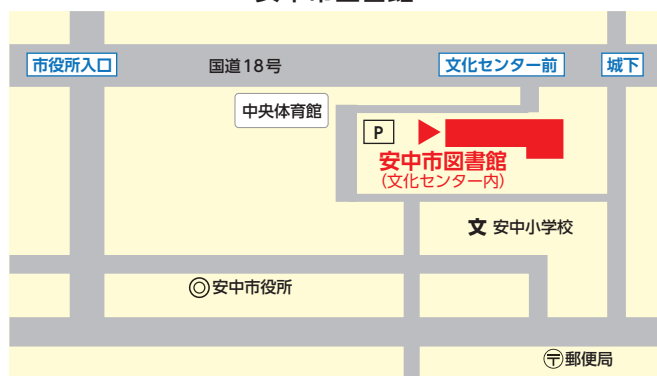 市役所入口
国道18号
文化センター前
城下
中央体育館
P
安中市図書館
(文化センター内)
文 安中小学校
◎安中市役所
〶郵便局